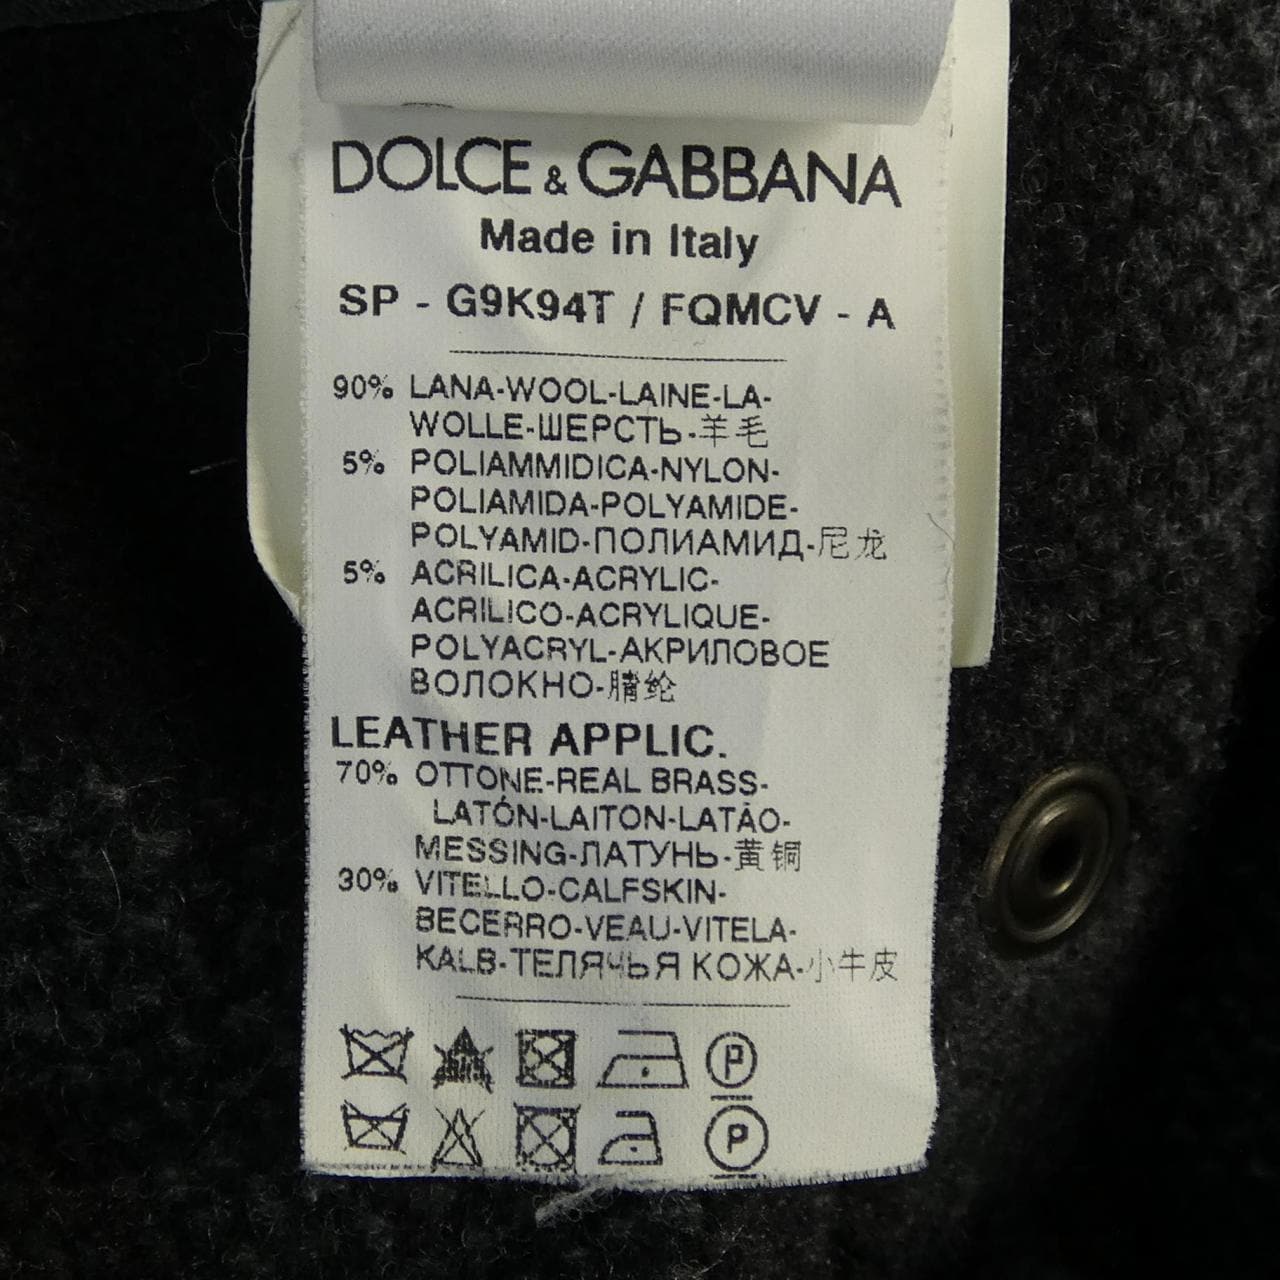 DOLCE & GABBANA
Made in Italy
SP - G9K94T / FQMCV - A
90% LANA-WOOL-LAINE-LA-
WOLLE-ШЕРСТЬ-羊毛
5% POLIAMMIDICA-NYLON-
POLIAMIDA-POLYAMIDE-
POLYAMID-ПОЛИАМИД-尼龙
5% ACRILICA-ACRYLIC-
ACRILICO-ACRYLIQUE-
POLYACRYL-АКРИЛОВОЕ
ВОЛОКНО-腈纶
LEATHER APPLIC.
70% OTTONE-REAL BRASS-
LATÓN-LAITON-LATÃO-
MESSING-ЛАТУНЬ-黄铜
30% VITELLO-CALFSKIN-
BECERRO-VEAU-VITELA-
KALB-ТЕЛЯЧЬЯ КОЖА-小牛皮
P
P